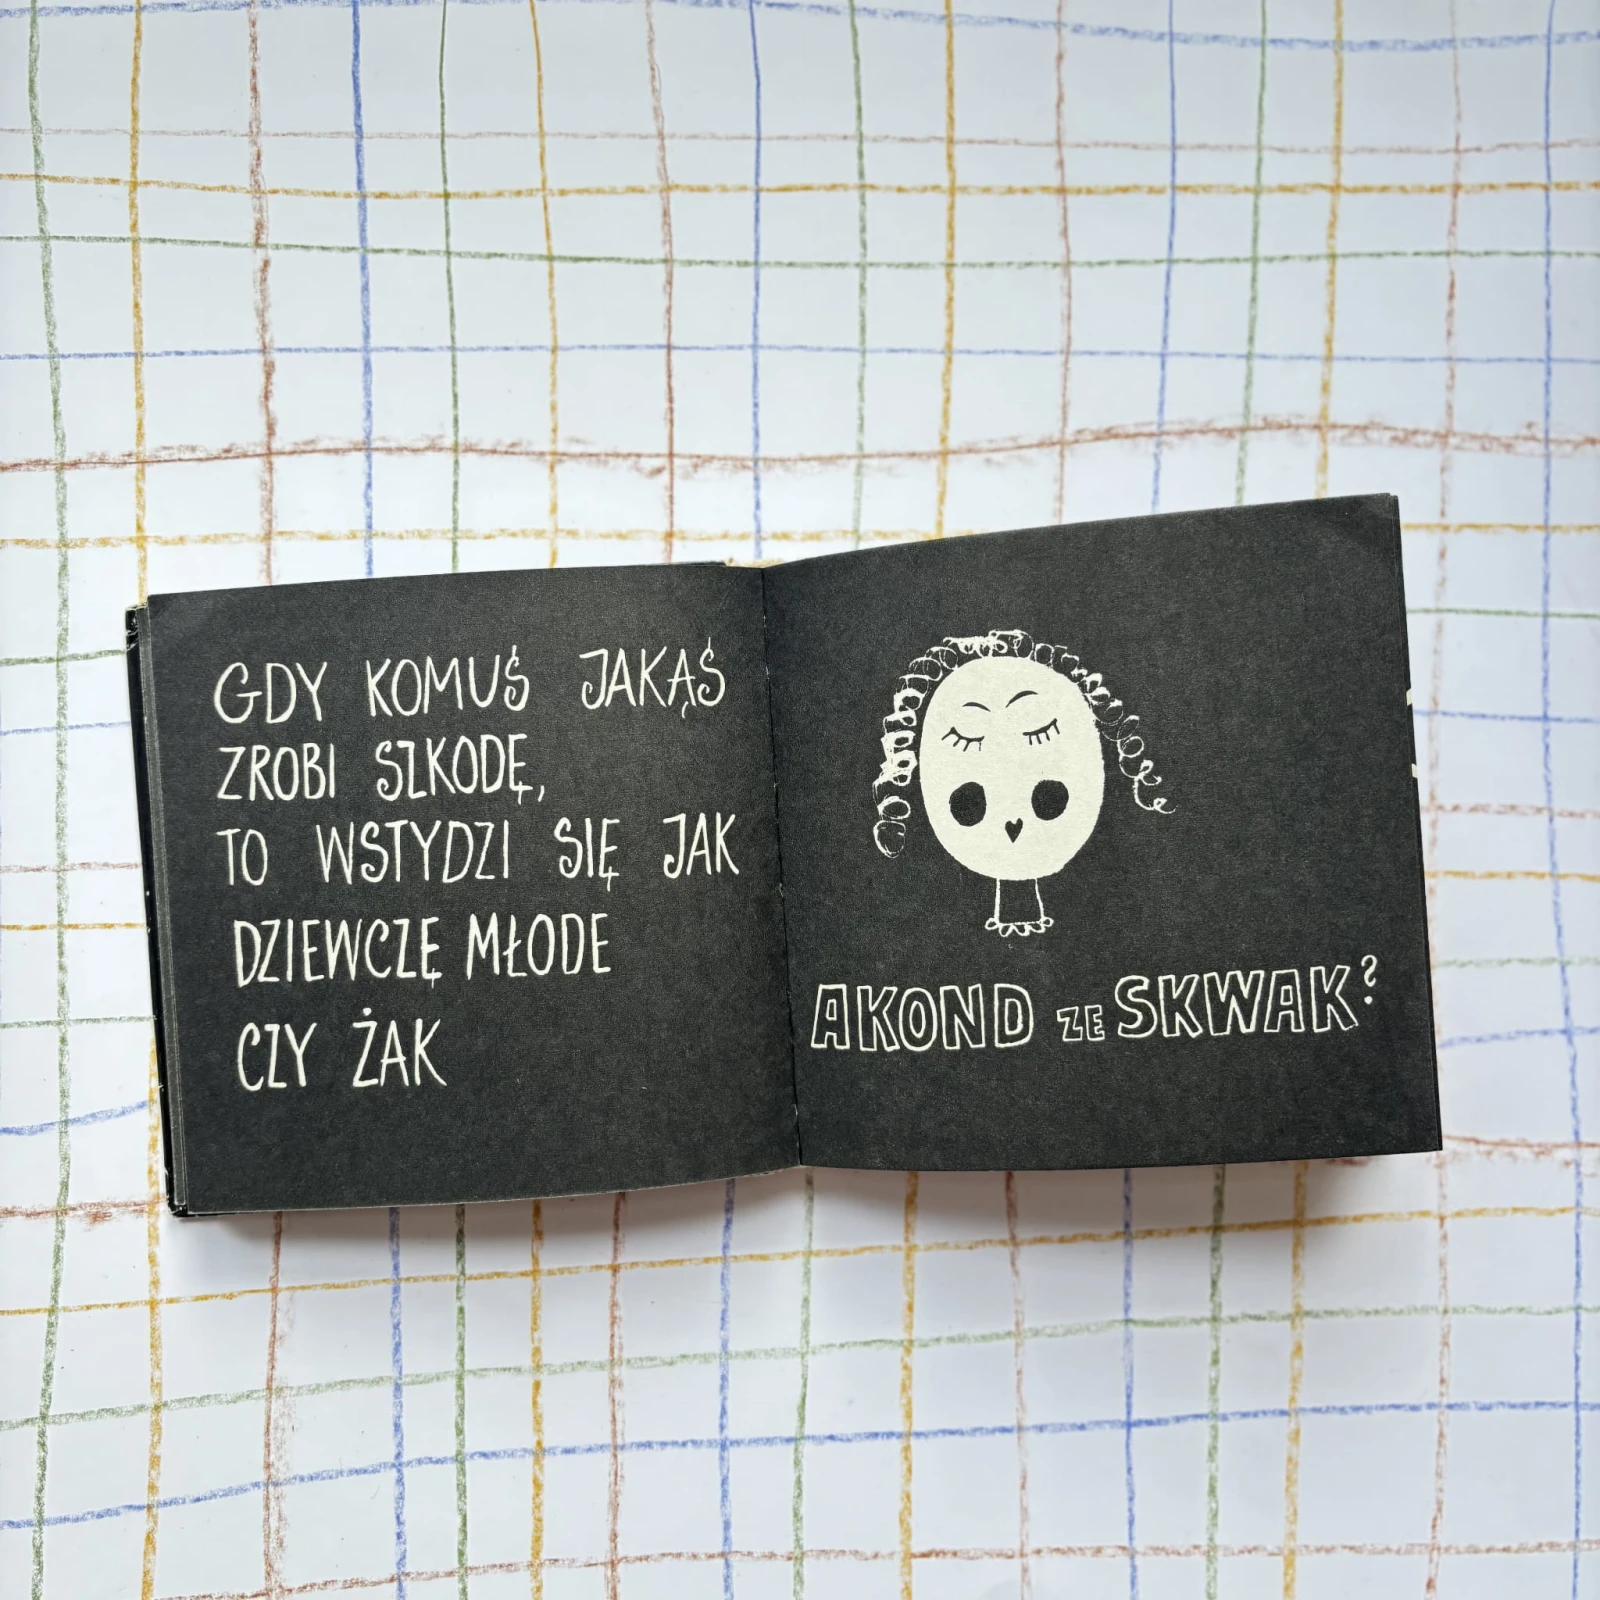 GDY KOMUŚ JAKĄŚ
ZROBI SZKODĘ,
TO WSTYDZI SIĘ JAK
DZIEWCZĘ MŁODE
CZY ŻAK
AKOND ZE SKWAK?